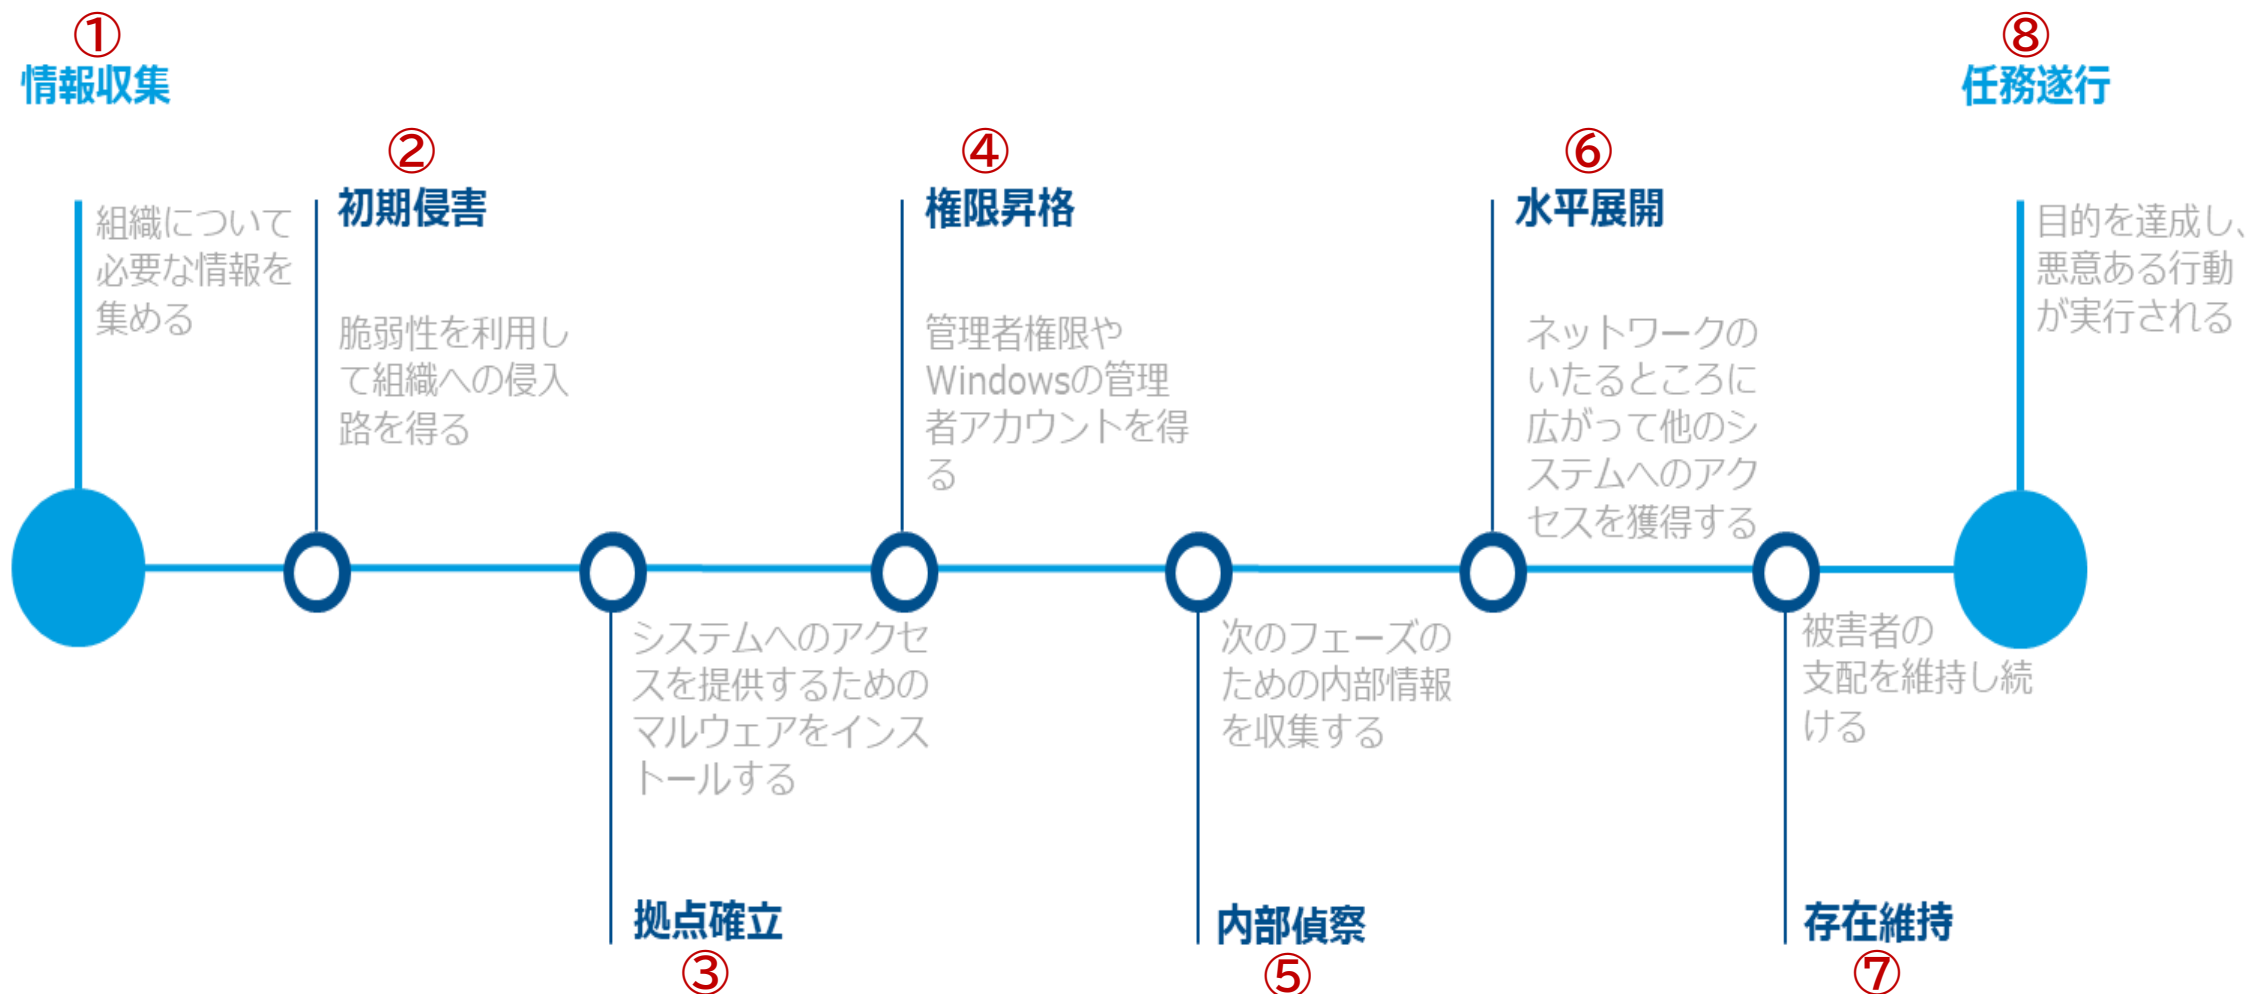 ①
情報収集
組織について
必要な情報を
集める
②
初期侵害
脆弱性を利用し
て組織への侵入
路を得る
システムへのアクセ
スを提供するための
マルウェアをインス
トールする
拠点確立
③
④
権限昇格
管理者権限や
Windowsの管理
者アカウントを得
る
次のフェーズの
ための内部情報
を収集する
内部偵察
⑤
⑥
水平展開
ネットワークの
いたるところに
広がって他のシ
ステムへのアク
セスを獲得する
被害者の
支配を維持し続
ける
存在維持
⑦
⑧
任務遂行
目的を達成し、
悪意ある行動
が実行される